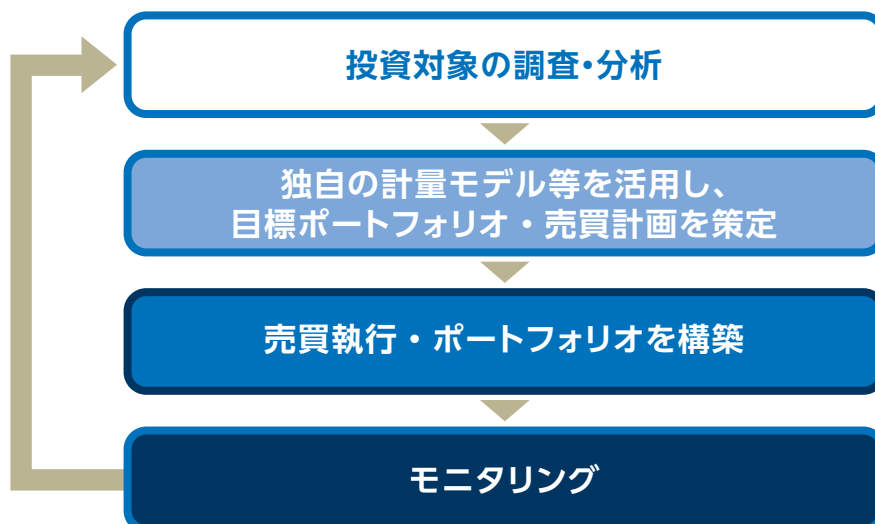 投資対象の調査・分析
独自の計量モデル等を活用し、
目標ポートフォリオ・売買計画を策定
売買執行・ポートフォリオを構築
モニタリング